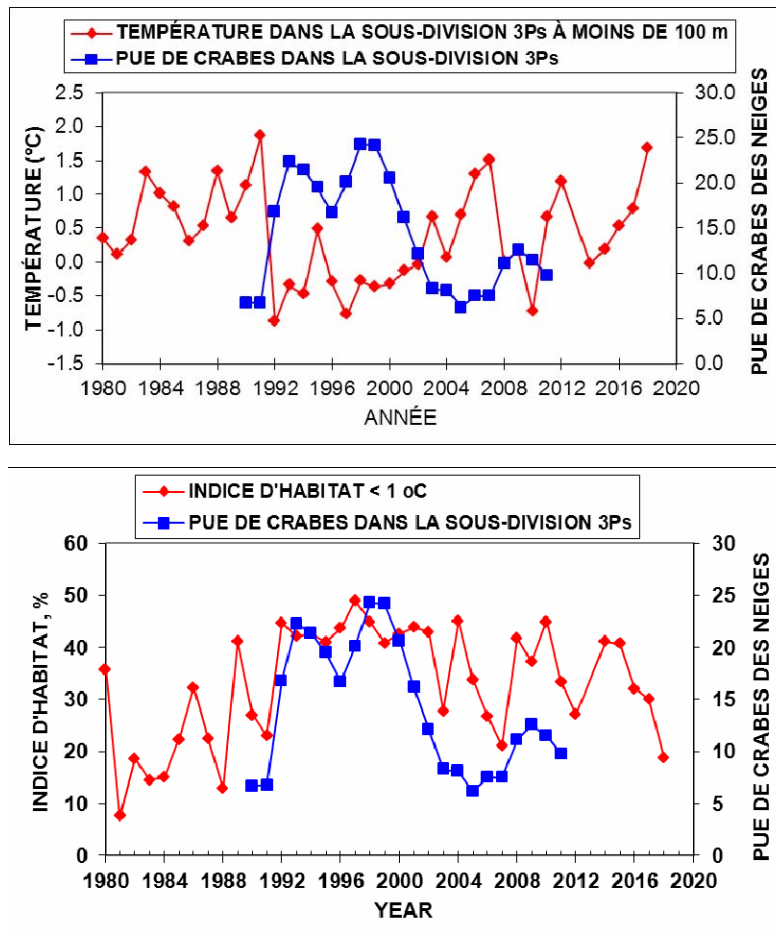 TEMPÉRATURE DANS LA SOUS-DIVISION 3Ps À MOINS DE 100 m
PUE DE CRABES DANS LA SOUS-DIVISION 3Ps
TEMPÉRATURE (ºC)
2.5
2.0
1.5
1.0
0.5
0.0
-0.5
-1.0
-1.5
30.0
25.0
20.0
15.0
10.0
5.0
0.0
PUE DE CRABES DES NEIGES
1980 1984 1988 1992 1996 2000 2004 2008 2012 2016 2020
ANNÉE
INDICE D'HABITAT < 1 oC
PUE DE CRABES DANS LA SOUS-DIVISION 3Ps
INDICE D'HABITAT, %
60
50
40
30
20
10
0
30
25
20
15
10
5
0
PUE DE CRABES DES NEIGES
1980 1984 1988 1992 1996 2000 2004 2008 2012 2016 2020
YEAR